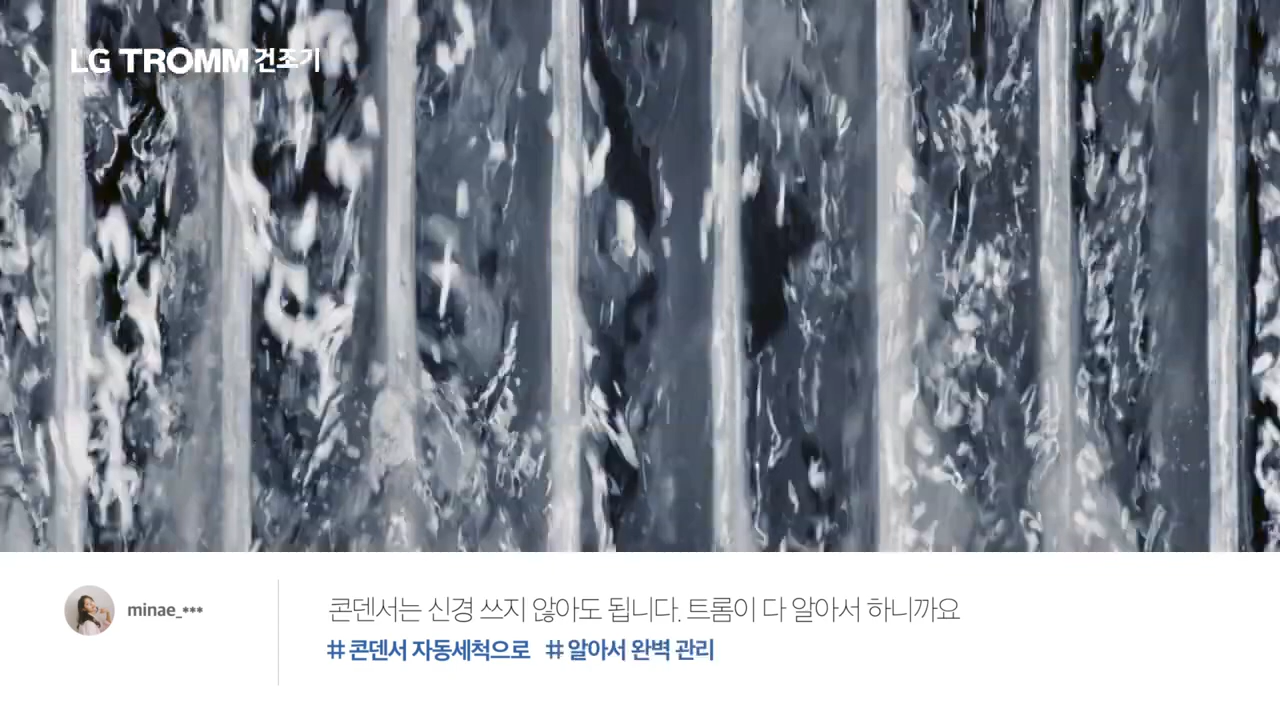 LG TROMM 건조기
minae_***
콘덴서는 신경 쓰지 않아도 됩니다. 트롬이 다 알아서 하니까요
# 콘덴서 자동세척으로 # 알아서 완벽 관리